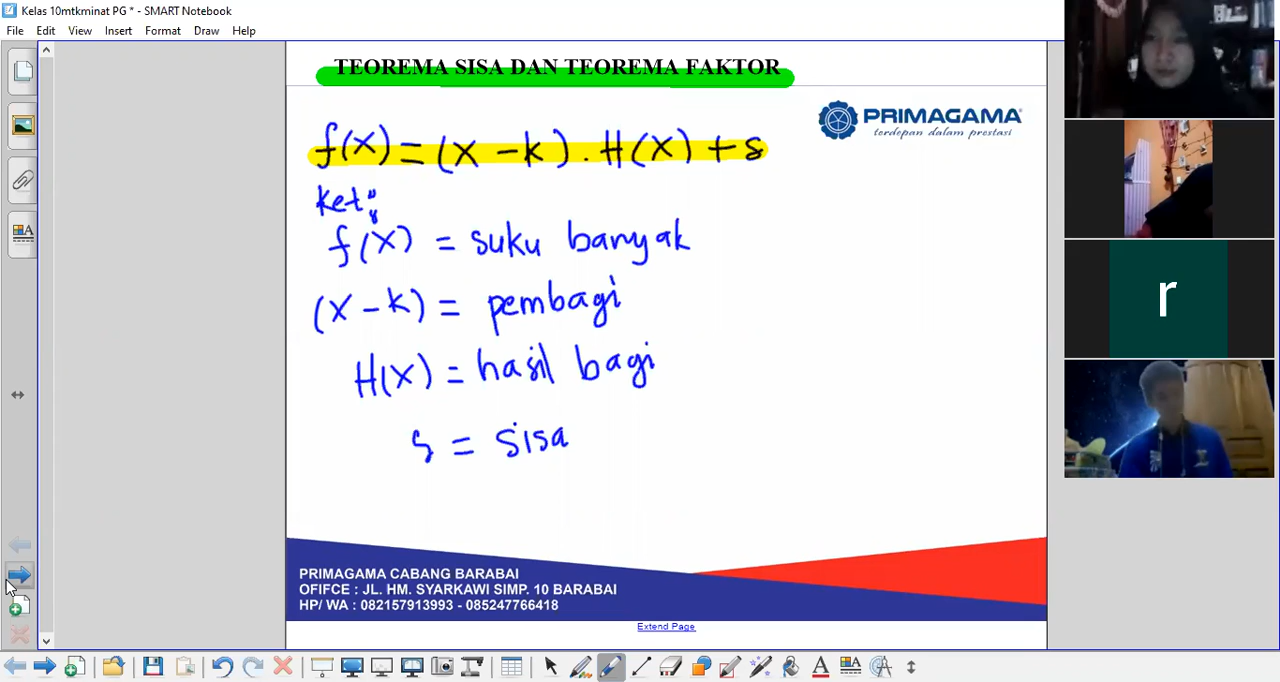 Kelas 10mtkminat PG * - SMART Notebook
File Edit View Insert Format Draw Help
TEOREMA SISA DAN TEOREMA FAKTOR
PRIMAGAMA
terdepan dalam prestasi
f(x) = (x - k) . H(x) + s
ket:
f(x) = suku banyak
(x - k) = pembagi
H(x) = hasil bagi
s = sisa
r
PRIMAGAMA CABANG BARABAI
OFIFCE : JL. HM. SYARKAWI SIMP. 10 BARABAI
HP/ WA : 082157913993 - 085247766418
Extend Page